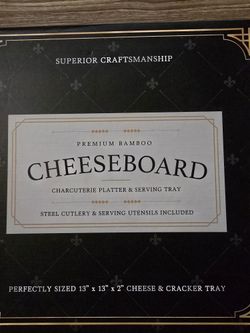 SUPERIOR CRAFTSMANSHIP
PREMIUM BAMBOO
CHEESEBOARD
CHARCUTERIE PLATTER & SERVING TRAY
STEEL CUTLERY & SERVING UTENSILS INCLUDED
PERFECTLY SIZED 13" x 13" x 2" CHEESE & CRACKER TRAY